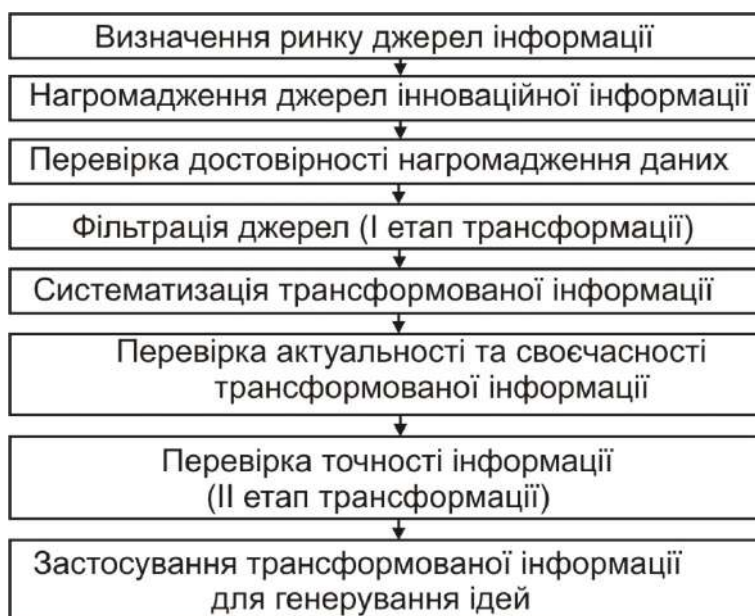 Визначення ринку джерел інформації
Нагромадження джерел інноваційної інформації
Перевірка достовірності нагромадження даних
Фільтрація джерел (І етап трансформації)
Систематизація трансформованої інформації
Перевірка актуальності та своєчасності
трансформованої інформації
Перевірка точності інформації
(ІІ етап трансформації)
Застосування трансформованої інформації
для генерування ідей